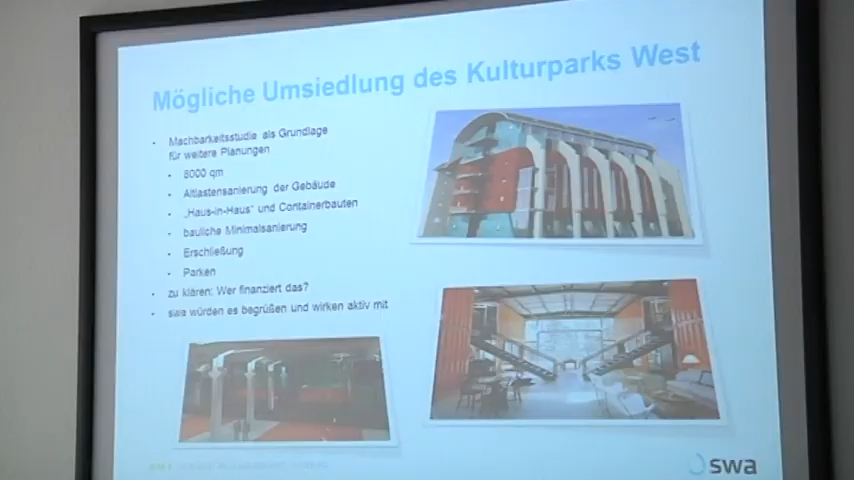 Mögliche Umsiedlung des Kulturparks West
• Machbarkeitsstudie als Grundlage
für weitere Planungen
• 8000 qm
• Altlastensanierung der Gebäude
• „Haus-in-Haus“ und Containerbauten
• bauliche Minimalsanierung
• Erschließung
• Parken
• zu klären: Wer finanziert das?
• swa würden es begrüßen und wirken aktiv mit
swa